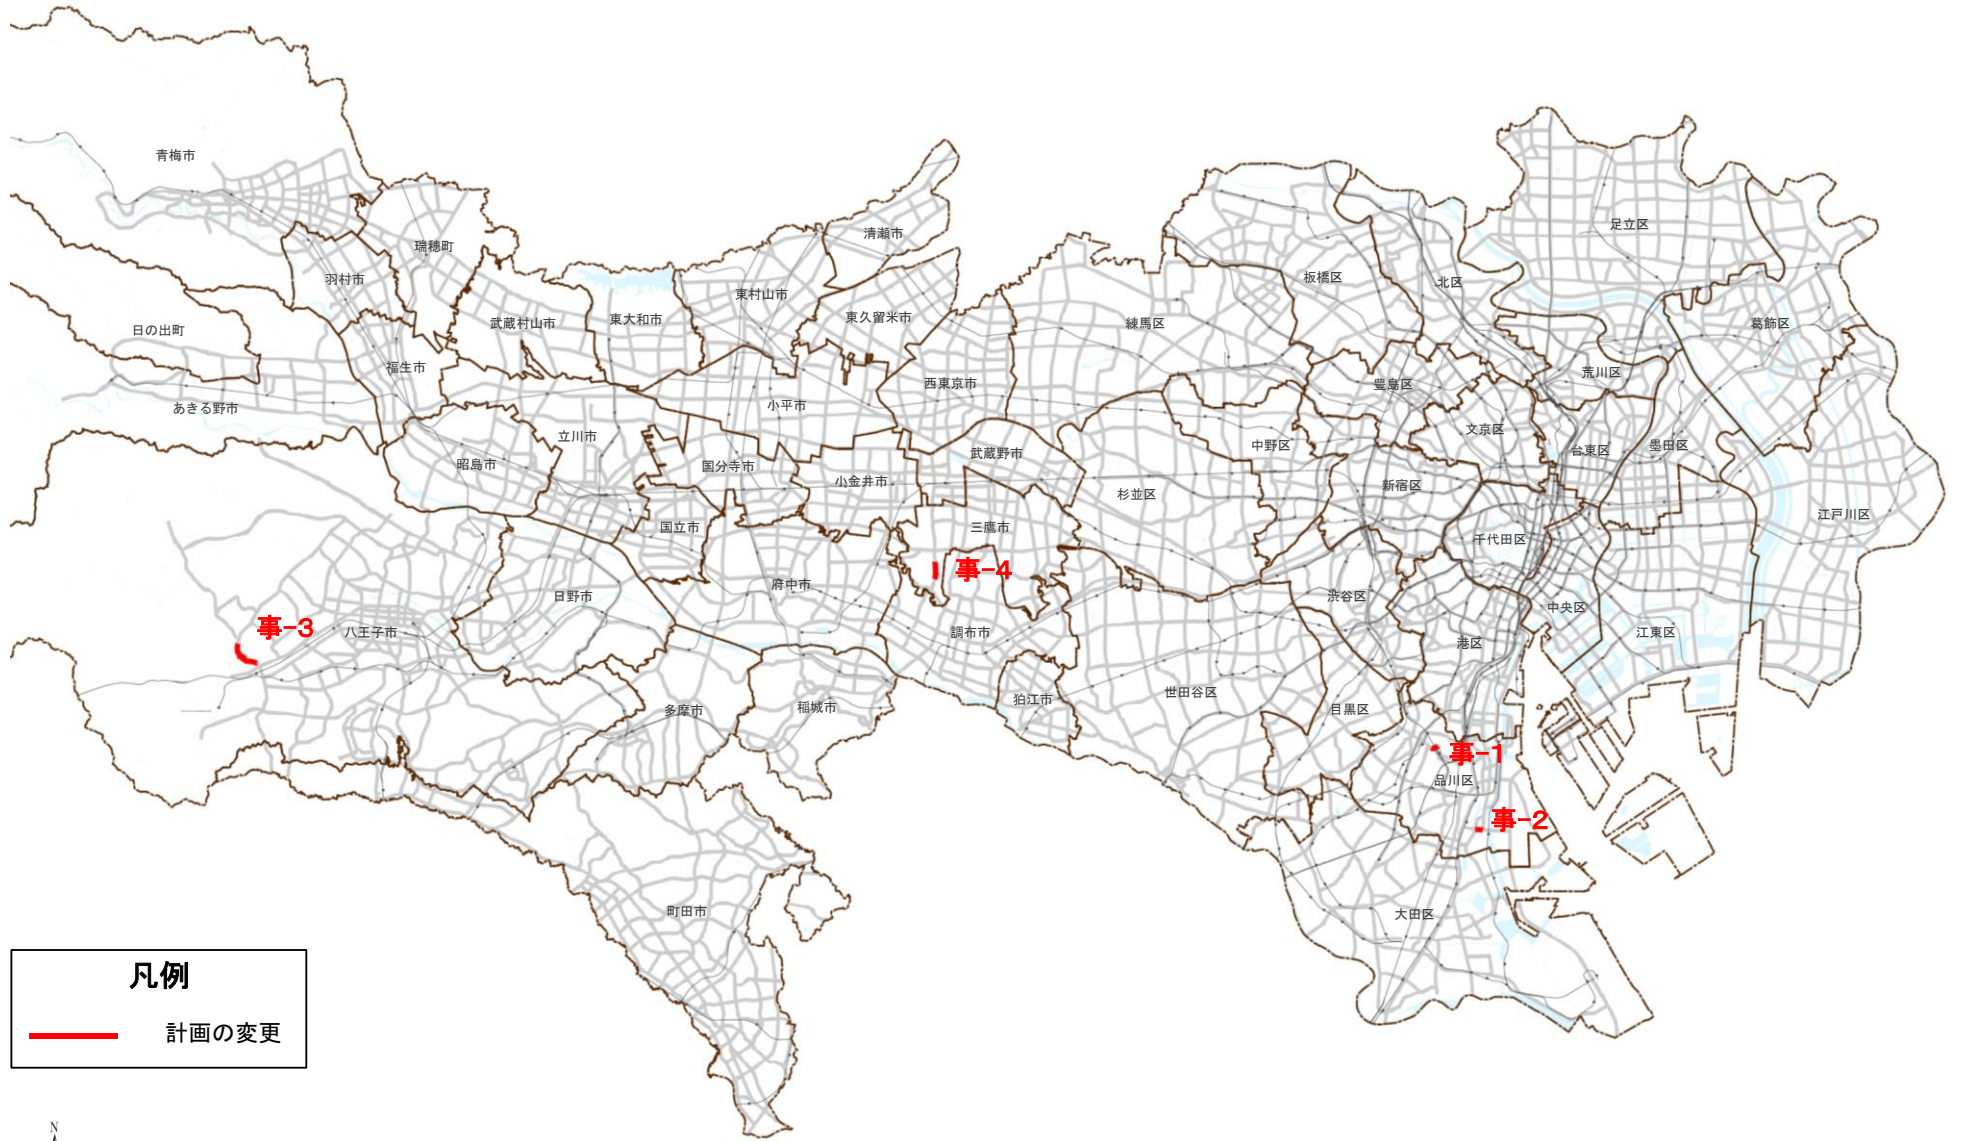 青梅市
瑞穂町
羽村市
日の出町
福生市
あきる野市
武蔵村山市
東大和市
東村山市
清瀬市
東久留米市
西東京市
小平市
立川市
昭島市
国分寺市
小金井市
武蔵野市
国立市
三鷹市
事-4
府中市
日野市
八王子市
事-3
調布市
狛江市
稲城市
多摩市
町田市
練馬区
板橋区
北区
足立区
葛飾区
荒川区
豊島区
文京区
台東区
墨田区
中野区
杉並区
新宿区
千代田区
江戸川区
渋谷区
中央区
江東区
港区
世田谷区
目黒区
事-1
品川区
事-2
大田区
凡例
計画の変更
N